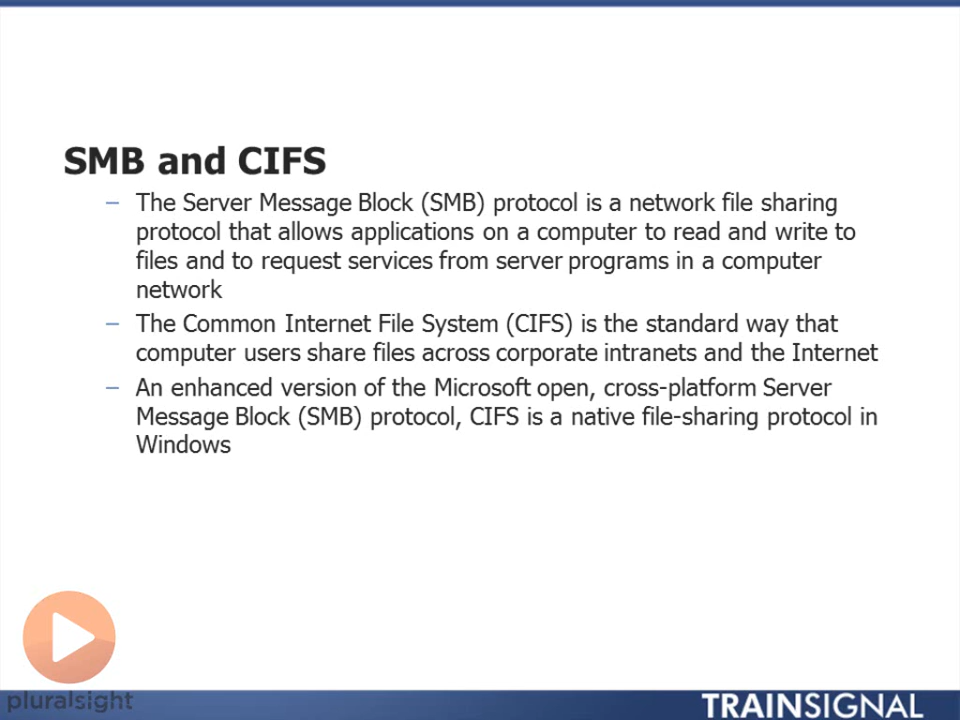 SMB and CIFS
– The Server Message Block (SMB) protocol is a network file sharing
protocol that allows applications on a computer to read and write to
files and to request services from server programs in a computer
network
– The Common Internet File System (CIFS) is the standard way that
computer users share files across corporate intranets and the Internet
– An enhanced version of the Microsoft open, cross-platform Server
Message Block (SMB) protocol, CIFS is a native file-sharing protocol in
Windows
pluralsight
TRAINSIGNAL